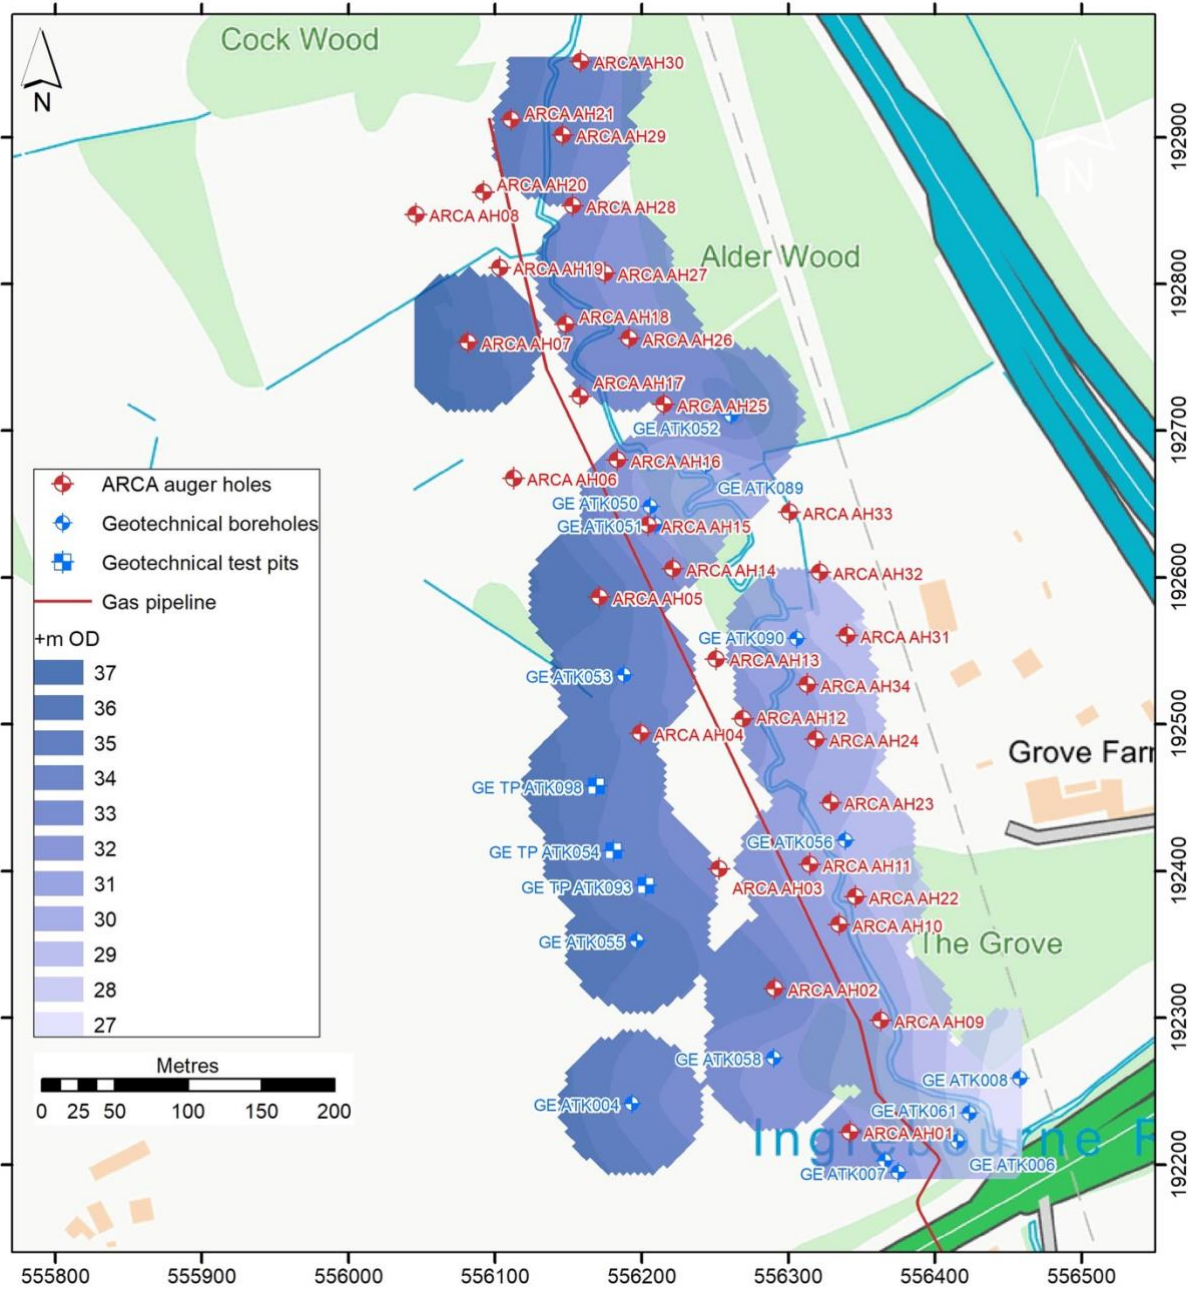 Cock Wood
N
ARCA AH30
ARCA AH21
ARCA AH29
192900
N
ARCA AH20
ARCA AH08
ARCA AH28
Alder Wood
ARCA AH19
ARCA AH27
192800
ARCA AH18
ARCA AH07
ARCA AH26
ARCA AH17
ARCA AH25
GE ATK052
192700
ARCA AH16
ARCA AH06
GE ATK089
GE ATK050
ARCA AH33
GE ATK051
ARCA AH15
ARCA AH14
ARCA AH32
192600
ARCA AH05
GE ATK090
ARCA AH31
ARCA AH13
GE ATK053
ARCA AH34
ARCA AH12
192500
ARCA AH04
ARCA AH24
Grove Farr
GE TP ATK098
ARCA AH23
GE ATK056
GE TP ATK054
ARCA AH11
192400
GE TP ATK093
ARCA AH03
ARCA AH22
ARCA AH10
GE ATK055
The Grove
ARCA AH02
ARCA AH09
192300
GE ATK058
GE ATK008
GE ATK004
GE ATK061
ARCA AH01
Ingrebourne R
GE ATK006
GE ATK007
192200
ARCA auger holes
Geotechnical boreholes
Geotechnical test pits
Gas pipeline
+m OD
37
36
35
34
33
32
31
30
29
28
27
Metres
0 25 50 100 150 200
555800 555900 556000 556100 556200 556300 556400 556500